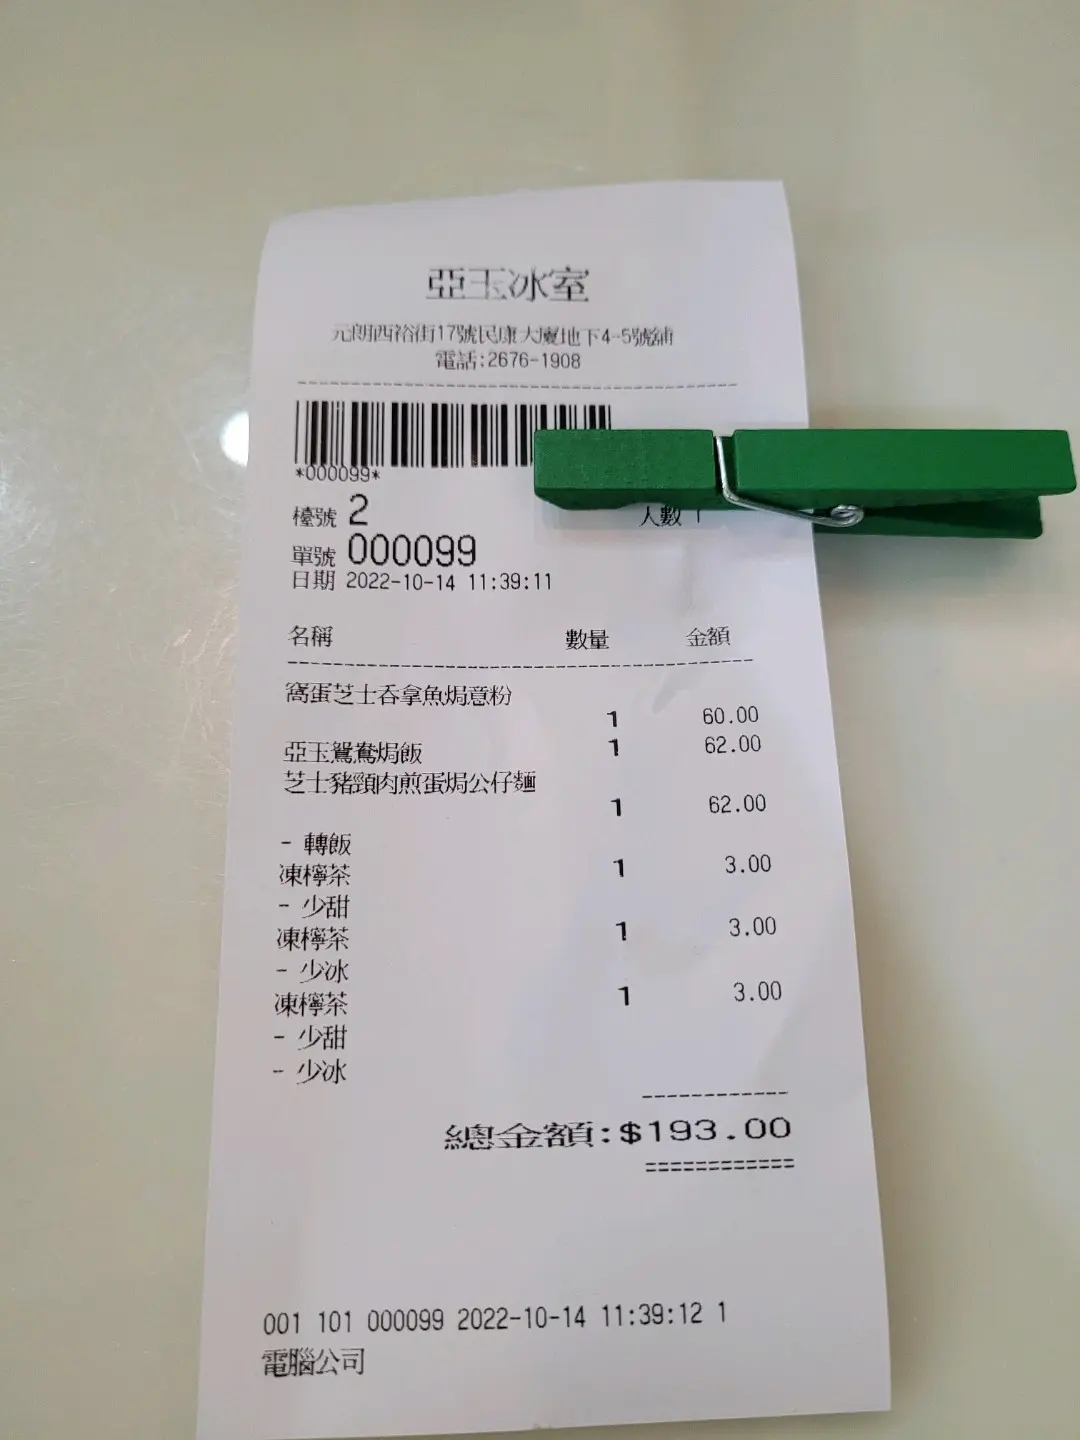 亞玉冰室
元朗西裕街17號民康大廈地下4-5號舖
電話:2676-1908
*000099*
檯號 2
人數 1
單號 000099
日期 2022-10-14 11:39:11
名稱 數量 金額
窩蛋芝士吞拿魚焗意粉
1 60.00
亞玉鴛鴦焗飯 1 62.00
芝士豬頸肉煎蛋焗公仔麵
1 62.00
- 轉飯
凍檸茶 1 3.00
- 少甜
凍檸茶 1 3.00
- 少冰
凍檸茶 1 3.00
- 少甜
- 少冰
總金額:$193.00
001 101 000099 2022-10-14 11:39:12 1
電腦公司